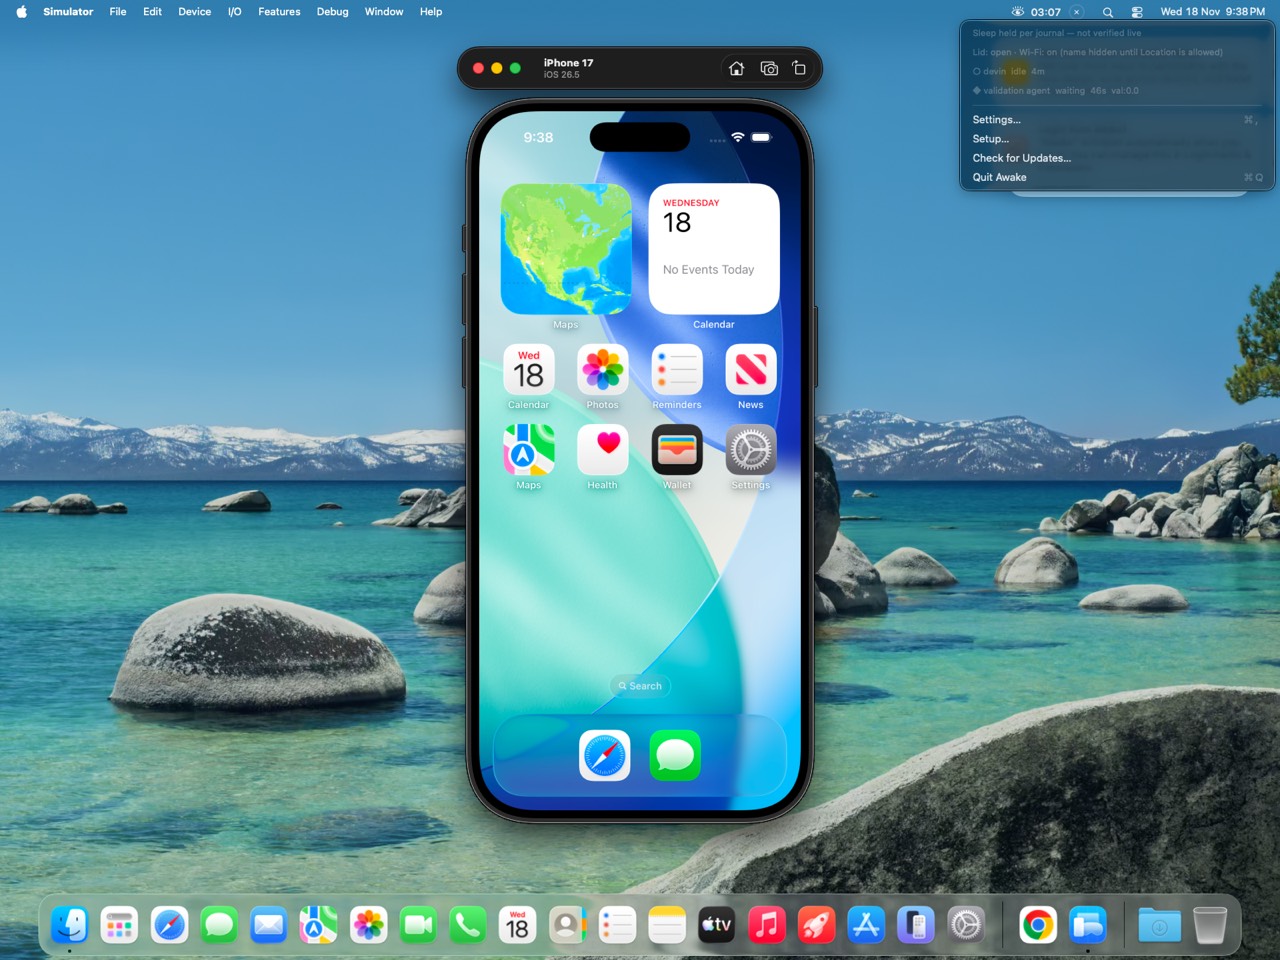 Simulator File Edit Device I/O Features Debug Window Help
03:07 Wed 18 Nov 9:38 PM
Sleep held per journal — not verified live
Lid: open · Wi-Fi: on (name hidden until Location is allowed)
devin idle 4m
validation agent waiting 46s val:0.0
Settings... ⌘ ,
Setup...
Check for Updates...
Quit Awake ⌘ Q
iPhone 17
iOS 26.5
9:38
WEDNESDAY
18
No Events Today
Maps Calendar
Wed
18
Calendar Photos Reminders News
Maps Health Wallet Settings
Search
Wed
18
tv